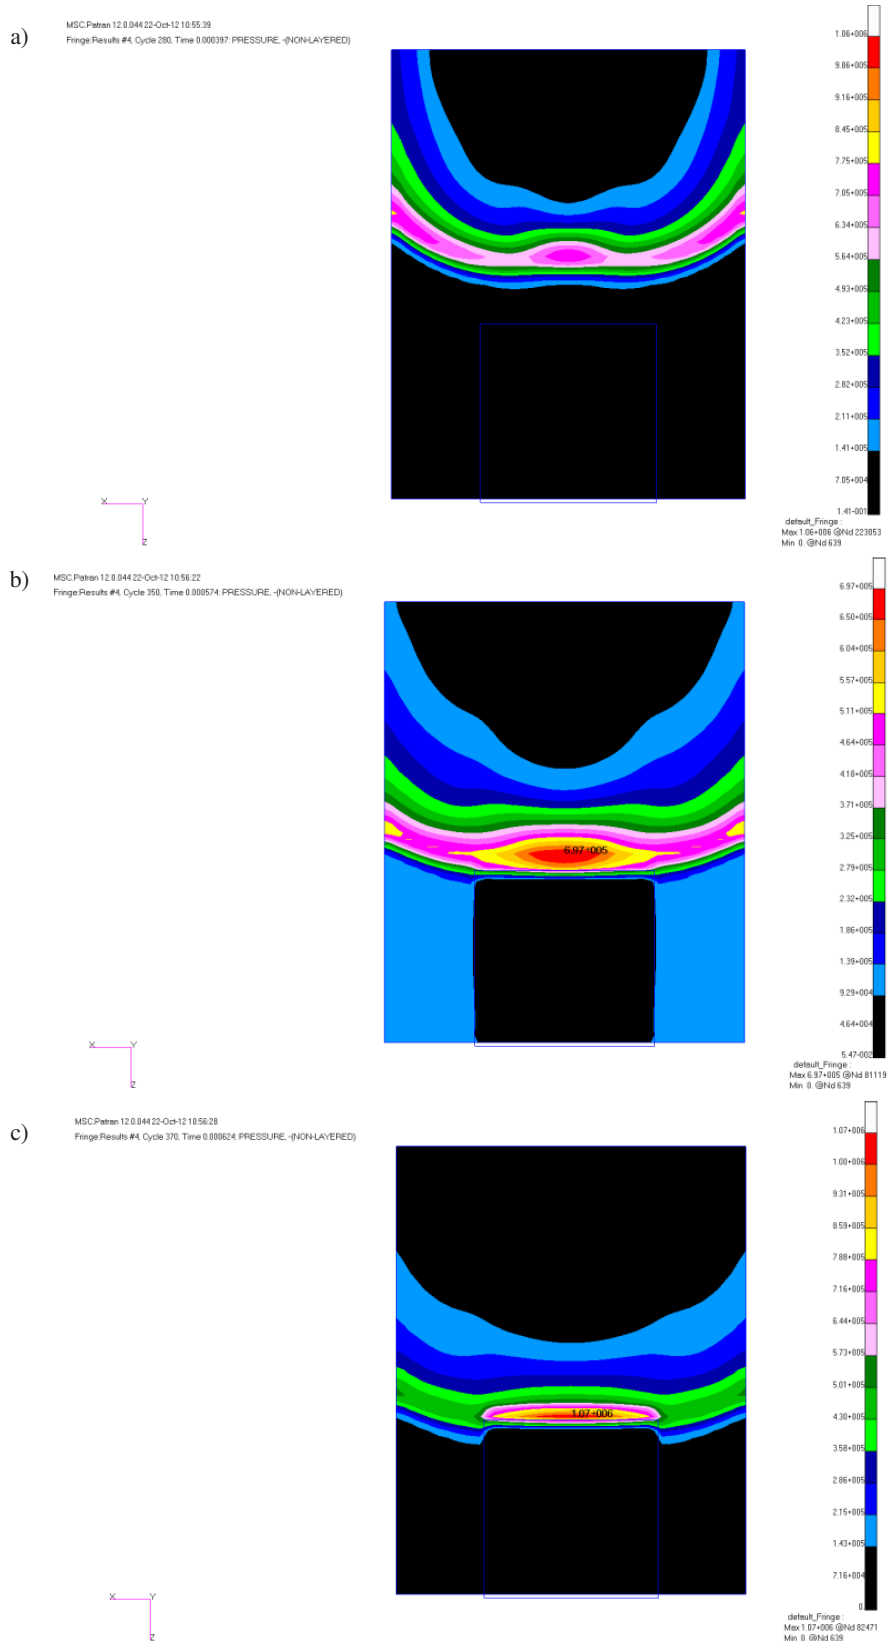 a)
MSC.Patran 12.0.044 22-Oct-12 10:55:39
Fringe:Results #4, Cycle 280, Time 0.000397: PRESSURE, -(NON-LAYERED)
1.06+006
9.86+005
9.16+005
8.45+005
7.75+005
7.05+005
6.34+005
5.64+005
4.93+005
4.23+005
3.52+005
2.82+005
2.11+005
1.41+005
7.05+004
1.41-001
X Y
Z
default_Fringe :
Max 1.06+006 @Nd 223053
Min 0. @Nd 639
b)
MSC.Patran 12.0.044 22-Oct-12 10:56:22
Fringe:Results #4, Cycle 350, Time 0.000574: PRESSURE, -(NON-LAYERED)
6.97+005
6.50+005
6.04+005
5.57+005
5.11+005
4.64+005
4.18+005
3.71+005
6.97+005
3.25+005
2.79+005
2.32+005
1.86+005
1.39+005
9.29+004
4.64+004
5.47-002
X Y
Z
default_Fringe :
Max 6.97+005 @Nd 81119
Min 0. @Nd 639
c)
MSC.Patran 12.0.044 22-Oct-12 10:56:28
Fringe:Results #4, Cycle 370, Time 0.000624: PRESSURE, -(NON-LAYERED)
1.07+006
1.00+006
9.31+005
8.59+005
7.88+005
7.16+005
6.44+005
5.73+005
5.01+005
1.07+006
4.30+005
3.58+005
2.86+005
2.15+005
1.43+005
7.16+004
0.
X Y
Z
default_Fringe :
Max 1.07+006 @Nd 82471
Min 0. @Nd 639